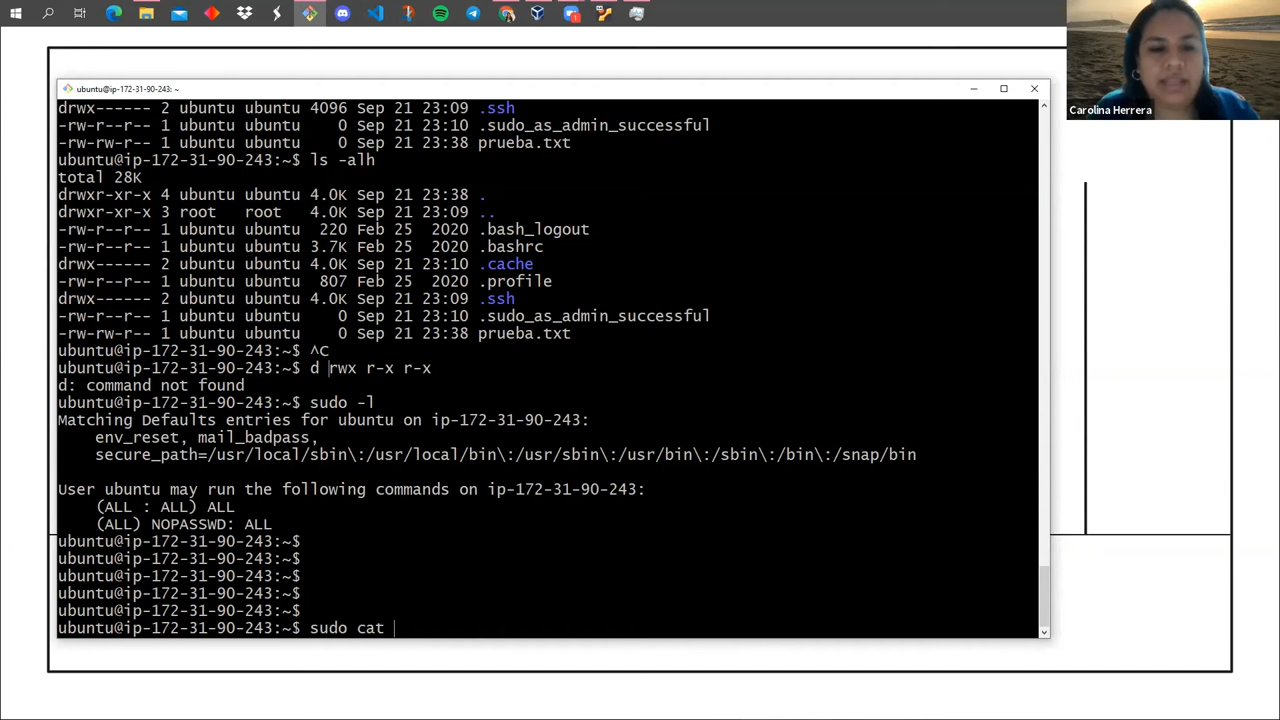 ubuntu@ip-172-31-90-243: ~
drwx------ 2 ubuntu ubuntu 4096 Sep 21 23:09 .ssh
-rw-r--r-- 1 ubuntu ubuntu    0 Sep 21 23:10 .sudo_as_admin_successful
-rw-rw-r-- 1 ubuntu ubuntu    0 Sep 21 23:38 prueba.txt
ubuntu@ip-172-31-90-243:~$ ls -alh
total 28K
drwxr-xr-x 4 ubuntu ubuntu 4.0K Sep 21 23:38 .
drwxr-xr-x 3 root   root   4.0K Sep 21 23:09 ..
-rw-r--r-- 1 ubuntu ubuntu  220 Feb 25  2020 .bash_logout
-rw-r--r-- 1 ubuntu ubuntu 3.7K Feb 25  2020 .bashrc
drwx------ 2 ubuntu ubuntu 4.0K Sep 21 23:10 .cache
-rw-r--r-- 1 ubuntu ubuntu  807 Feb 25  2020 .profile
drwx------ 2 ubuntu ubuntu 4.0K Sep 21 23:09 .ssh
-rw-r--r-- 1 ubuntu ubuntu    0 Sep 21 23:10 .sudo_as_admin_successful
-rw-rw-r-- 1 ubuntu ubuntu    0 Sep 21 23:38 prueba.txt
ubuntu@ip-172-31-90-243:~$ ^C
ubuntu@ip-172-31-90-243:~$ d rwx r-x r-x
d: command not found
ubuntu@ip-172-31-90-243:~$ sudo -l
Matching Defaults entries for ubuntu on ip-172-31-90-243:
    env_reset, mail_badpass,
    secure_path=/usr/local/sbin\:/usr/local/bin\:/usr/sbin\:/usr/bin\:/sbin\:/bin\:/snap/bin
User ubuntu may run the following commands on ip-172-31-90-243:
    (ALL : ALL) ALL
    (ALL) NOPASSWD: ALL
ubuntu@ip-172-31-90-243:~$
ubuntu@ip-172-31-90-243:~$
ubuntu@ip-172-31-90-243:~$
ubuntu@ip-172-31-90-243:~$
ubuntu@ip-172-31-90-243:~$
ubuntu@ip-172-31-90-243:~$ sudo cat
Carolina Herrera